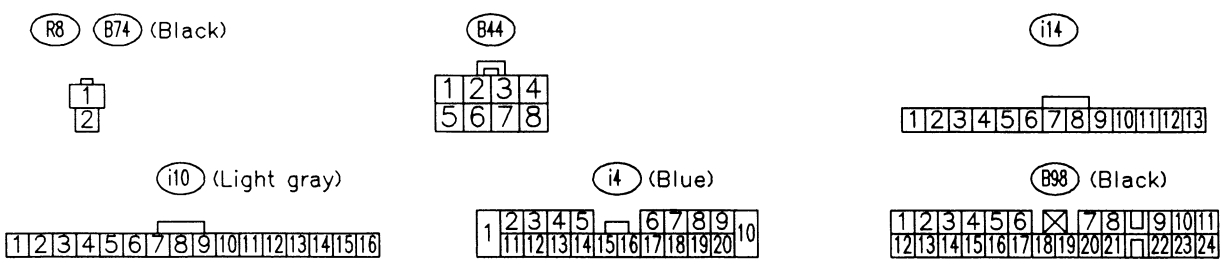 R8 B74 (Black) B44 i14
1
2
1 2 3 4
5 6 7 8
1 2 3 4 5 6 7 8 9 10 11 12 13
i10 (Light gray) i4 (Blue) B98 (Black)
1 2 3 4 5 6 7 8 9 10 11 12 13 14 15 16
1 2 3 4 5 6 7 8 9 10
11 12 13 14 15 16 17 18 19 20
1 2 3 4 5 6 7 8 9 10 11
12 13 14 15 16 17 18 19 20 21 22 23 24